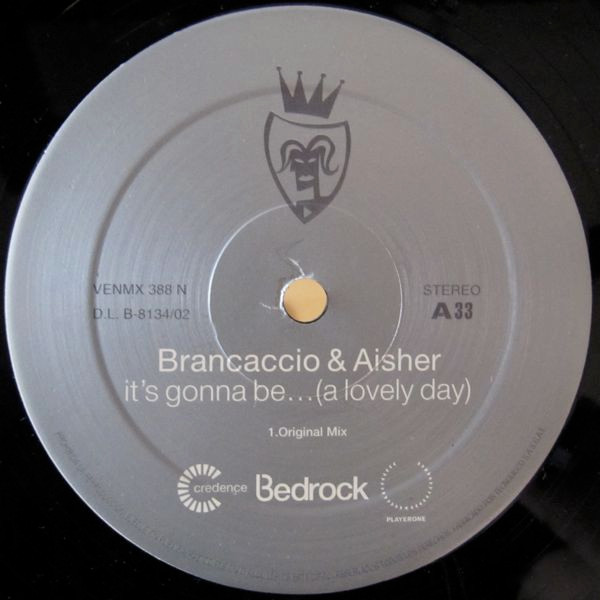 VENMX 388 N
D.L. B-8134/02
STEREO
A 33
Brancaccio & Aisher
it's gonna be...(a lovely day)
1.Original Mix
credence
Bedrock
PLAYERONE